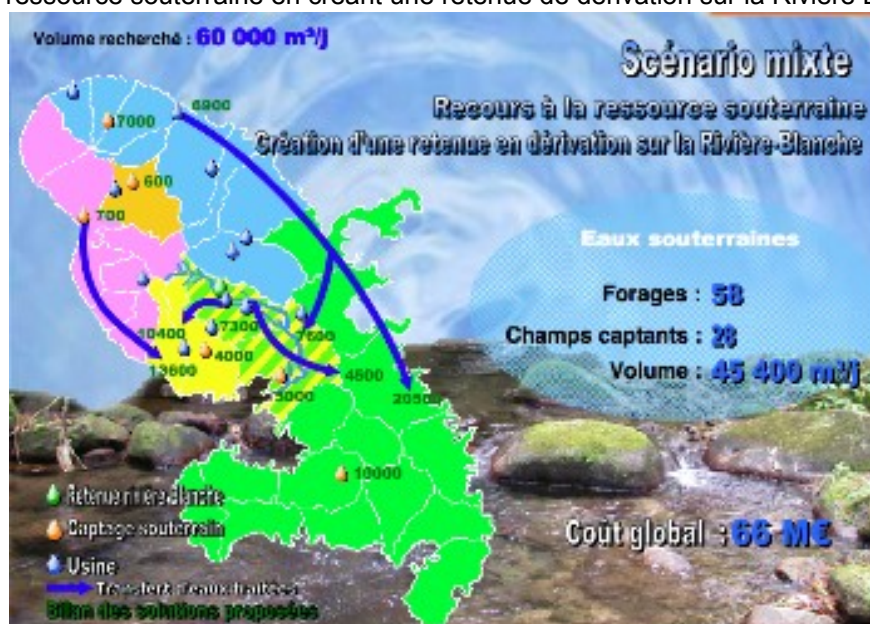 ressource souterraine en créant une retenue de dérivation sur la Rivière
Volume recherché : 60 000 m³/j
Scénario mixte
Recours à la ressource souterraine
Création d'une retenue en dérivation sur la Rivière-Blanche
6900
7000
600
700
Eaux souterraines
Forages : 58
Champs captants : 28
Volume : 45 400 m³/j
7300
7600
10400
4000
13600
4800
3000
10000
Retenue rivière Blanche
Captage souterrain
Usine
Transfert d'eaux traitées
Bilan des solutions proposées
Coût global : 66 M€